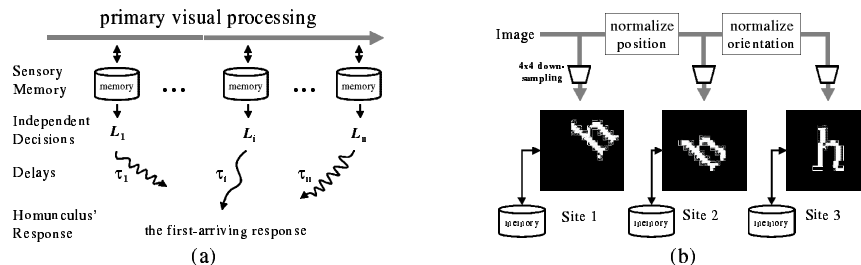 primary visual processing
Sensory
Memory
memory
memory
memory
Independent
Decisions
L1
Li
Ln
Delays
τ1
τi
τn
Homunculus'
Response
the first-arriving response
(a)
Image
normalize
position
normalize
orientation
4x4 down-
sampling
memory
Site 1
memory
Site 2
memory
Site 3
(b)